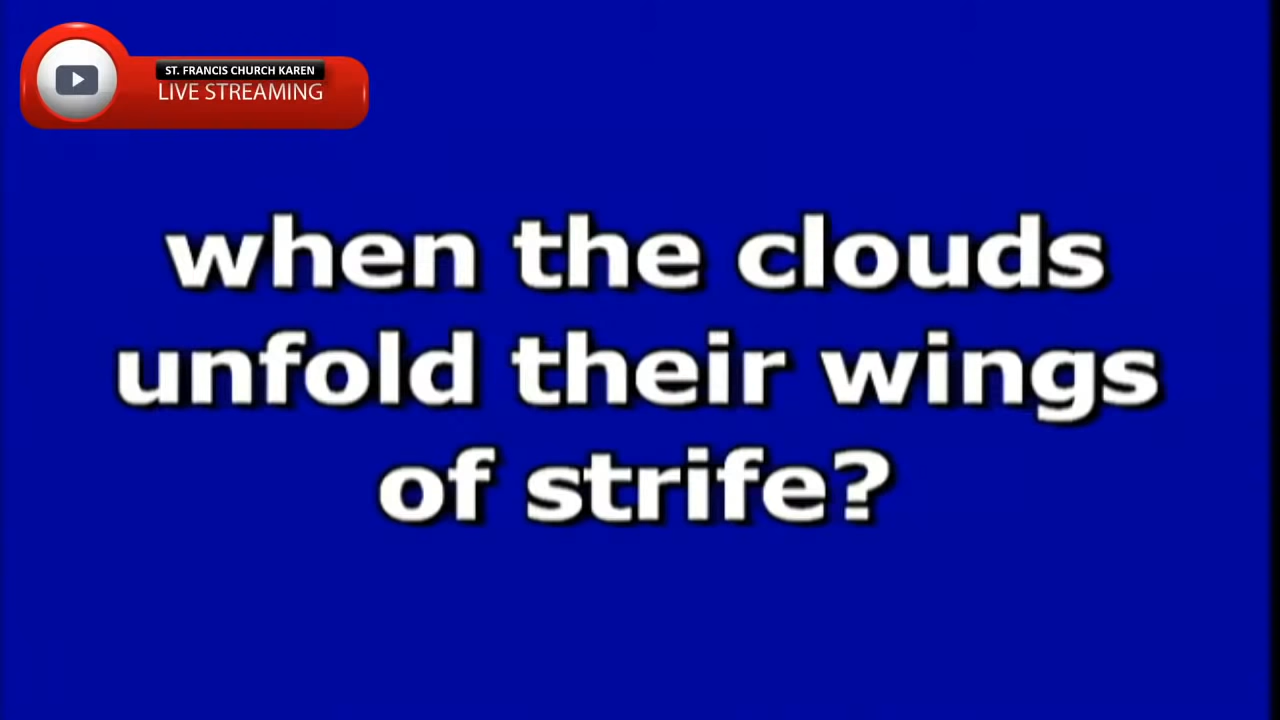 ST. FRANCIS CHURCH KAREN
LIVE STREAMING
when the clouds
unfold their wings
of strife?